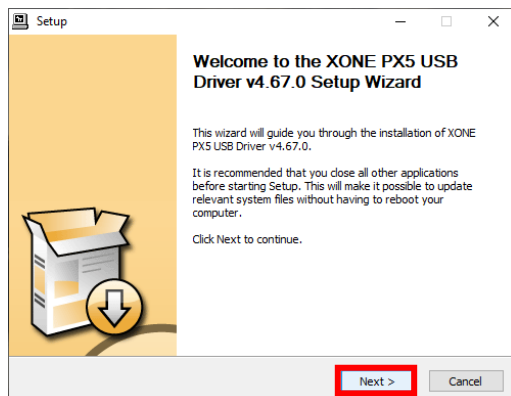 Setup
Welcome to the XONE PX5 USB
Driver v4.67.0 Setup Wizard
This wizard will guide you through the installation of XONE
PX5 USB Driver v4.67.0.
It is recommended that you close all other applications
before starting Setup. This will make it possible to update
relevant system files without having to reboot your
computer.
Click Next to continue.
Next >
Cancel